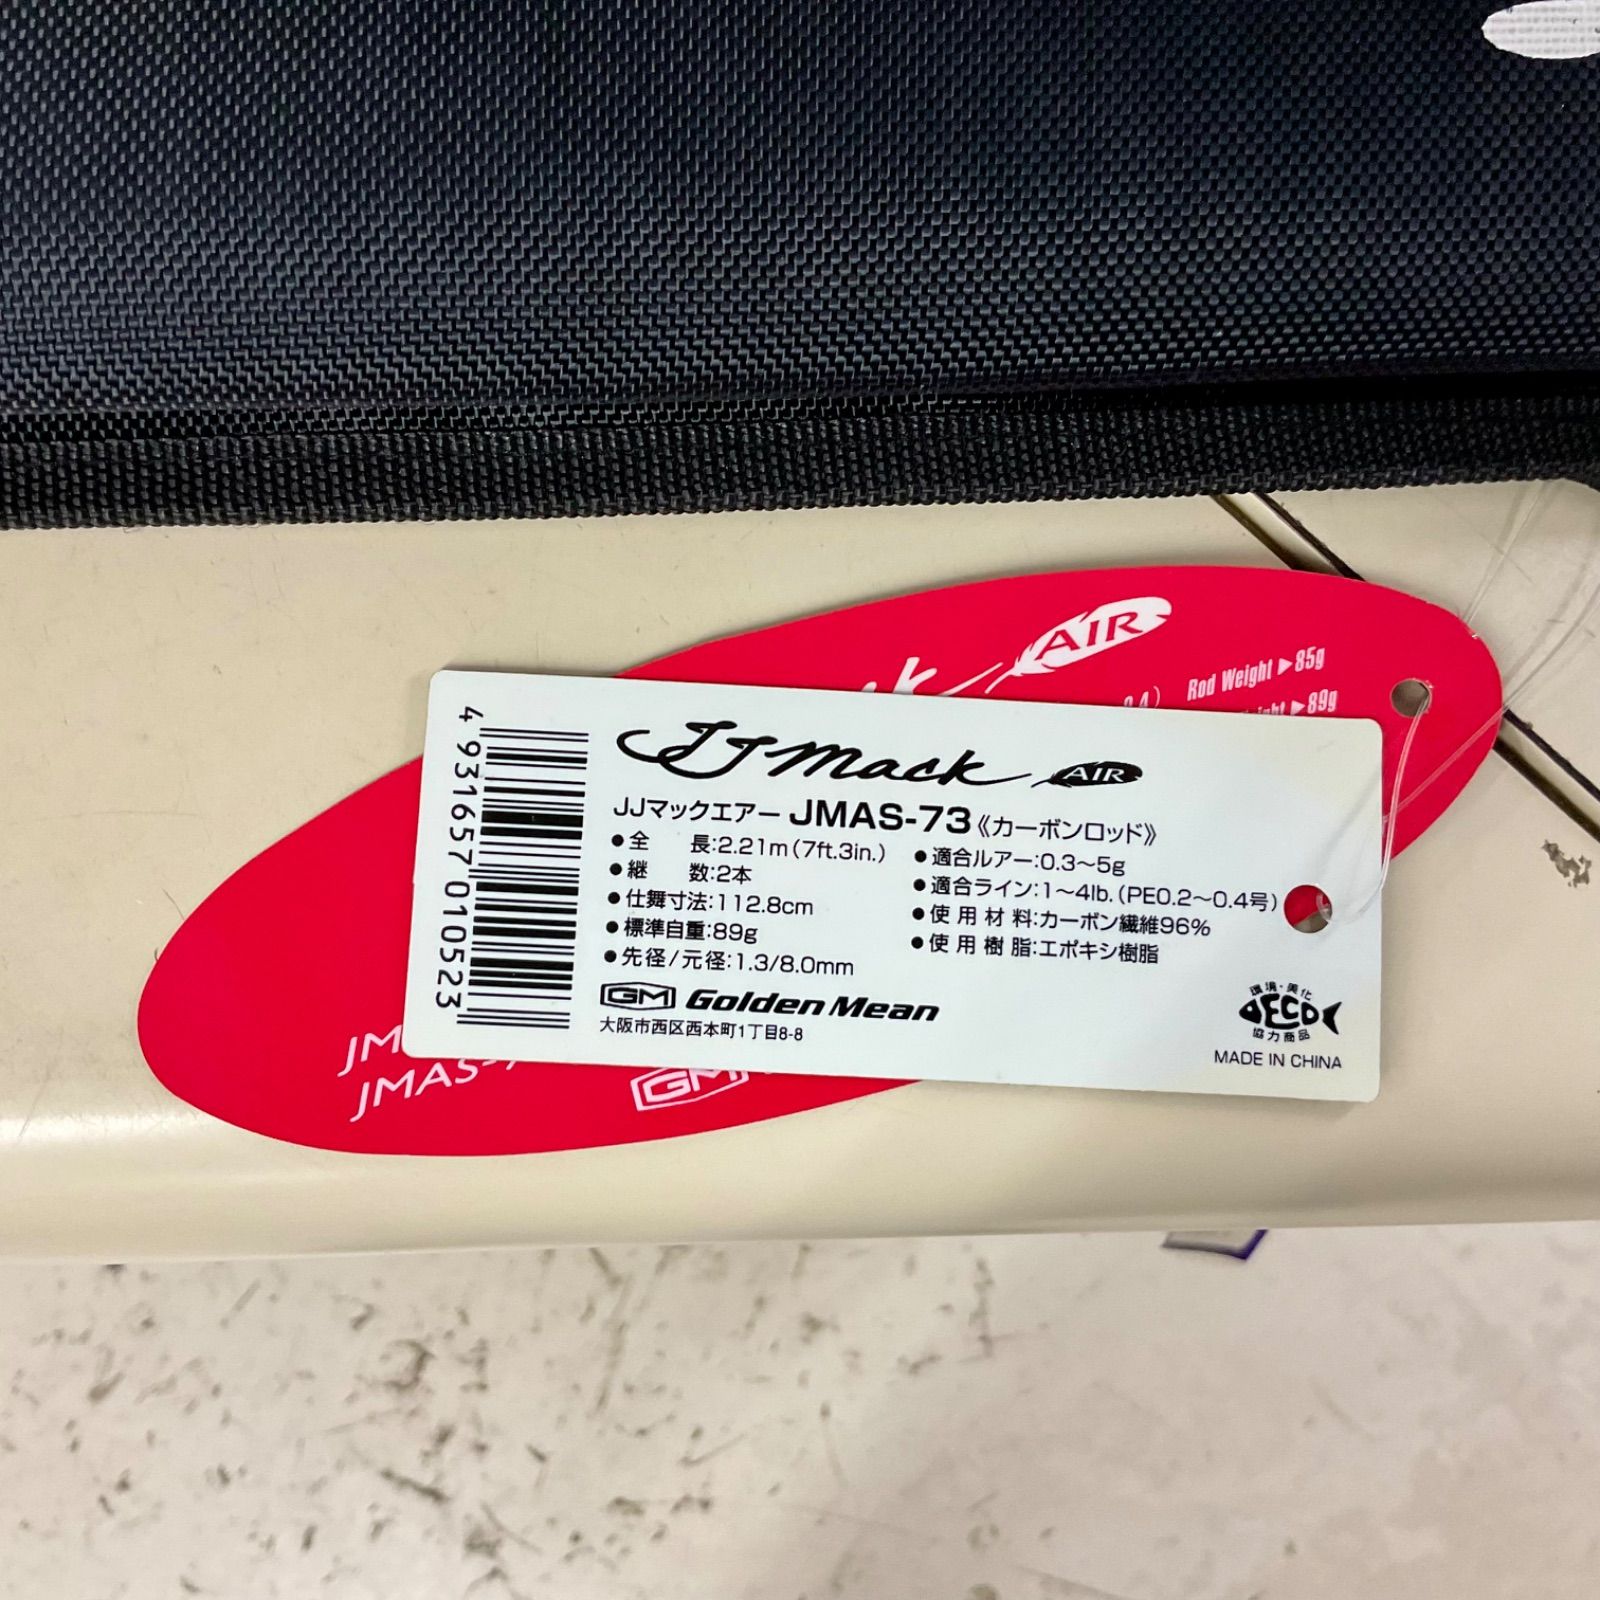 AIR
Rod Weight ▶85g
▶89g
4931657010523
JJ Mack AIR
JJマックエアー JMAS-73《カーボンロッド》
●全 長:2.21m(7ft.3in.)
●継 数:2本
●仕舞寸法:112.8cm
●標準自重:89g
●先径/元径:1.3/8.0mm
●適合ルアー:0.3〜5g
●適合ライン:1〜4lb.(PE0.2〜0.4号)
●使用材料:カーボン繊維96%
●使用樹脂:エポキシ樹脂
GM Golden Mean
大阪市西区西本町1丁目8-8
環境・美化
ECO
協力商品
MADE IN CHINA
GM